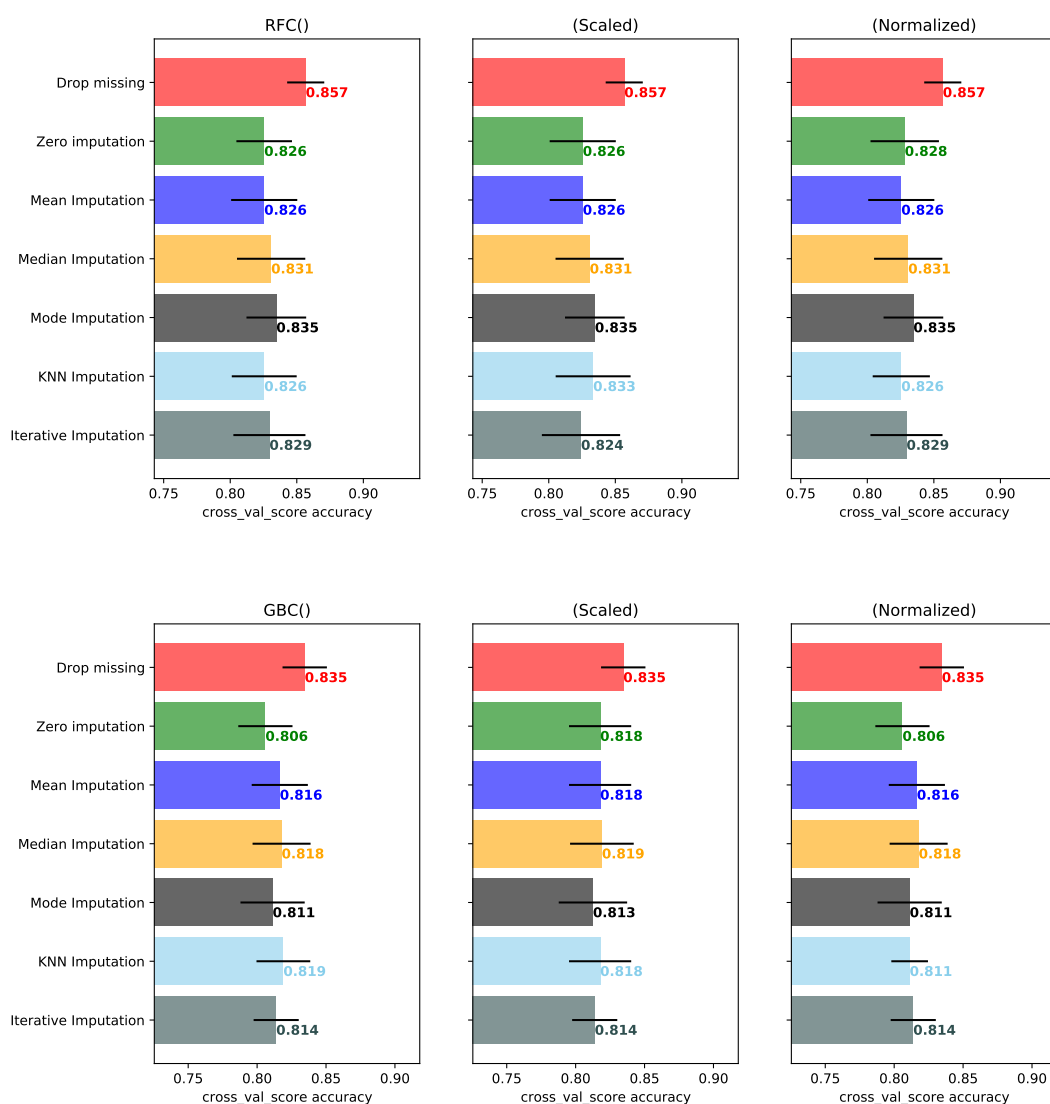 RFC() (Scaled) (Normalized)
Drop missing 0.857 0.857 0.857
Zero imputation 0.826 0.826 0.828
Mean Imputation 0.826 0.826 0.826
Median Imputation 0.831 0.831 0.831
Mode Imputation 0.835 0.835 0.835
KNN Imputation 0.826 0.833 0.826
Iterative Imputation 0.829 0.824 0.829
0.75 0.80 0.85 0.90 0.75 0.80 0.85 0.90 0.75 0.80 0.85 0.90
cross_val_score accuracy cross_val_score accuracy cross_val_score accuracy
GBC() (Scaled) (Normalized)
Drop missing 0.835 0.835 0.835
Zero imputation 0.806 0.818 0.806
Mean Imputation 0.816 0.818 0.816
Median Imputation 0.818 0.819 0.818
Mode Imputation 0.811 0.813 0.811
KNN Imputation 0.819 0.818 0.811
Iterative Imputation 0.814 0.814 0.814
0.75 0.80 0.85 0.90 0.75 0.80 0.85 0.90 0.75 0.80 0.85 0.90
cross_val_score accuracy cross_val_score accuracy cross_val_score accuracy